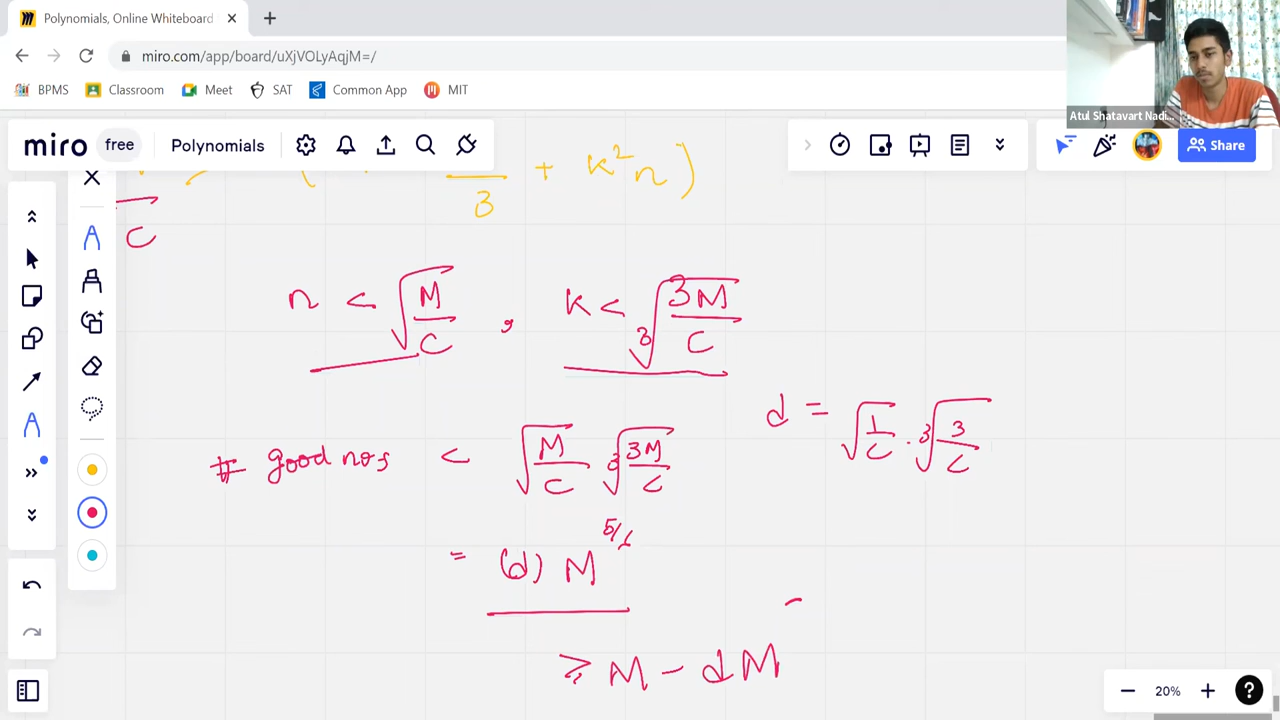 Polynomials, Online Whiteboard
miro.com/app/board/uXjVOLyAqjM=/
BPMS Classroom Meet SAT Common App MIT
Atul Shatavart Nadi...
miro free Polynomials Share
3 + k²n)
C
n < √(M/C) , k < ∛(3M/C)
d = √(1/C) · ∛(3/C)
# good nos < √(M/C) ∛(3M/C)
= (d) M^5/6
≥ M - dM
20%